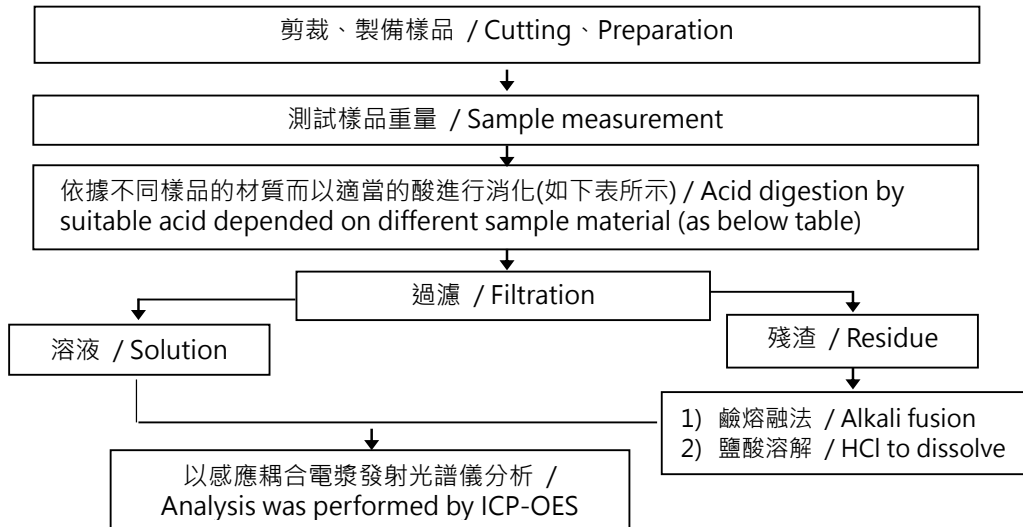 剪裁、製備樣品 / Cutting、Preparation
測試樣品重量 / Sample measurement
依據不同樣品的材質而以適當的酸進行消化(如下表所示) / Acid digestion by
suitable acid depended on different sample material (as below table)
過濾 / Filtration
溶液 / Solution
殘渣 / Residue
1) 鹼熔融法 / Alkali fusion
2) 鹽酸溶解 / HCl to dissolve
以感應耦合電漿發射光譜儀分析 /
Analysis was performed by ICP-OES